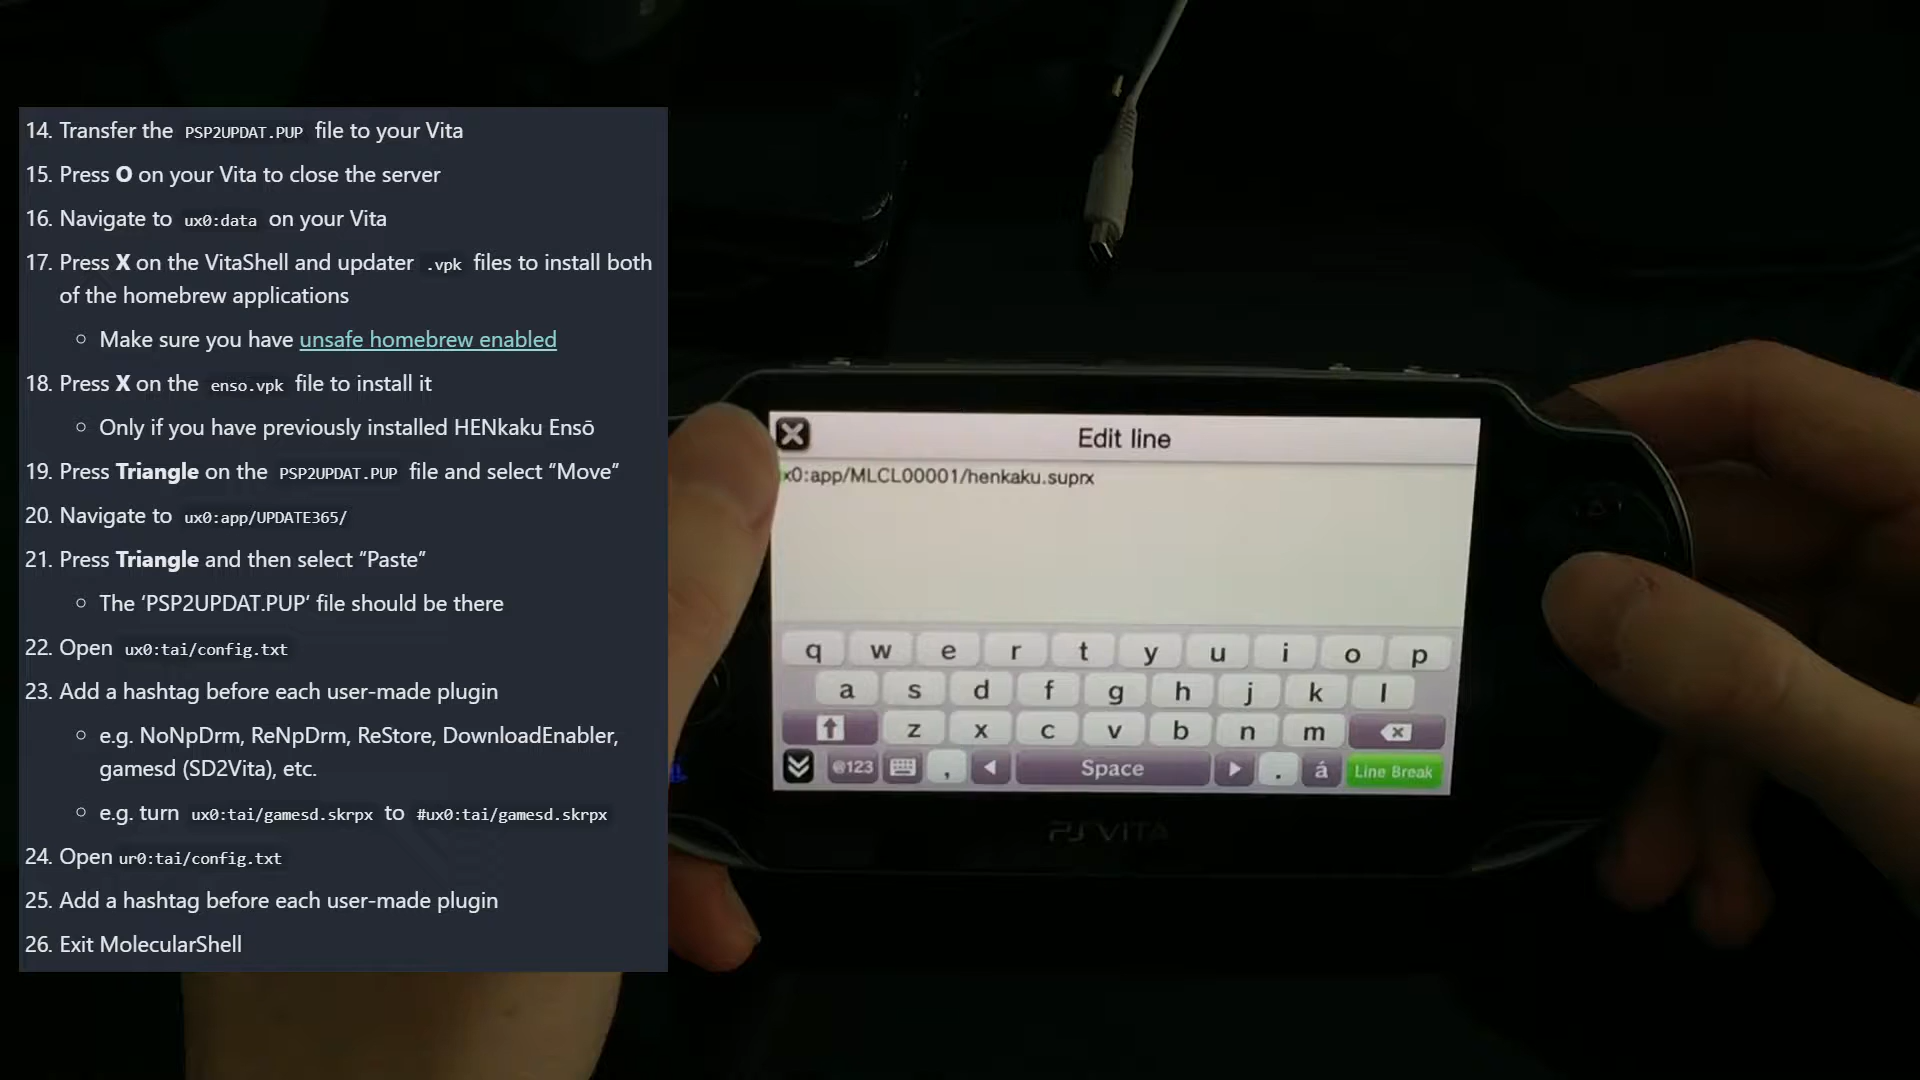 14. Transfer the PSP2UPDAT.PUP file to your Vita
15. Press O on your Vita to close the server
16. Navigate to ux0:data on your Vita
17. Press X on the VitaShell and updater .vpk files to install both
of the homebrew applications
Make sure you have unsafe homebrew enabled
18. Press X on the enso.vpk file to install it
Only if you have previously installed HENkaku Ensō
19. Press Triangle on the PSP2UPDAT.PUP file and select “Move”
20. Navigate to ux0:app/UPDATE365/
21. Press Triangle and then select “Paste”
The ‘PSP2UPDAT.PUP’ file should be there
22. Open ux0:tai/config.txt
23. Add a hashtag before each user-made plugin
e.g. NoNpDrm, ReNpDrm, ReStore, DownloadEnabler,
gamesd (SD2Vita), etc.
e.g. turn ux0:tai/gamesd.skrpx to #ux0:tai/gamesd.skrpx
24. Open ur0:tai/config.txt
25. Add a hashtag before each user-made plugin
26. Exit MolecularShell
Edit line
x0:app/MLCL00001/henkaku.suprx
q w e r t y u i o p
a s d f g h j k l
z x c v b n m
@123 , Space . á Line Break
PSVITA